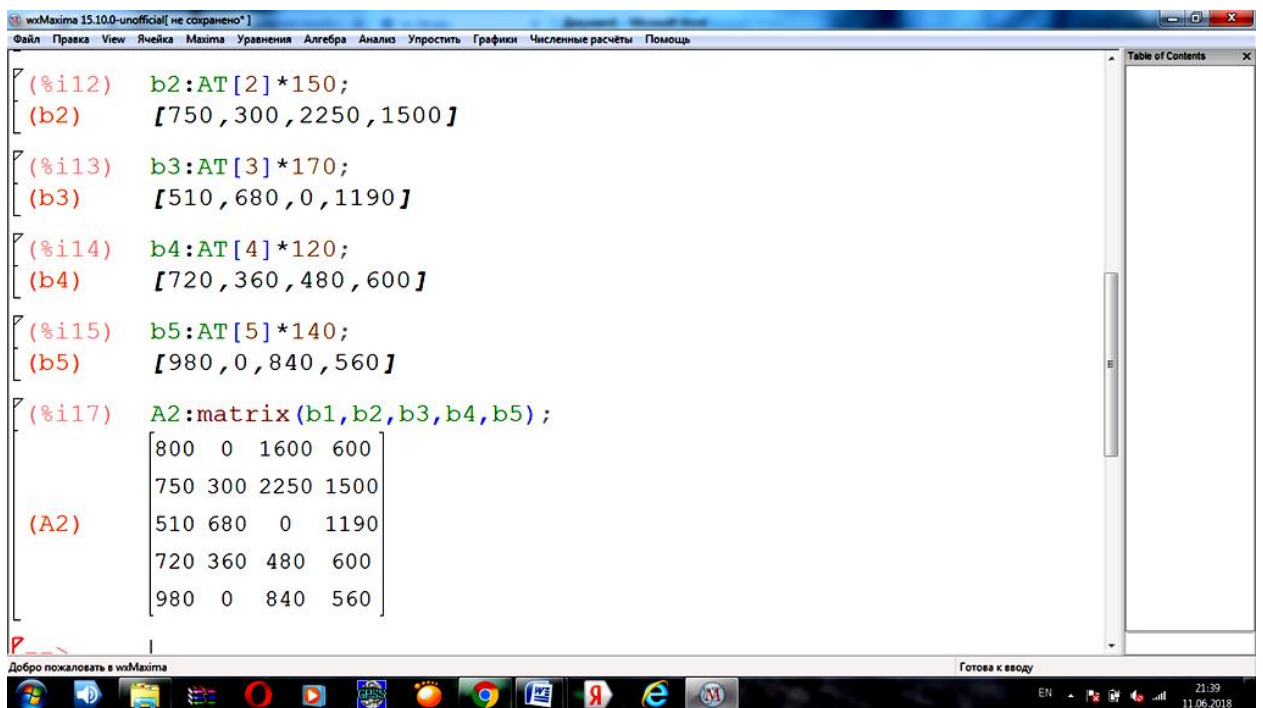 wxMaxima 15.10.0-unofficial[ не сохранено* ]
Файл Правка View Ячейка Maxima Уравнения Алгебра Анализ Упростить Графики Численные расчёты Помощь
Table of Contents x
(%i12) b2:AT[2]*150;
(b2) [750,300,2250,1500]
(%i13) b3:AT[3]*170;
(b3) [510,680,0,1190]
(%i14) b4:AT[4]*120;
(b4) [720,360,480,600]
(%i15) b5:AT[5]*140;
(b5) [980,0,840,560]
(%i17) A2:matrix(b1,b2,b3,b4,b5);
800 0 1600 600
750 300 2250 1500
(A2) 510 680 0 1190
720 360 480 600
980 0 840 560
-->
Добро пожаловать в wxMaxima Готова к вводу
GPSS Я EN 21:39
11.06.2018